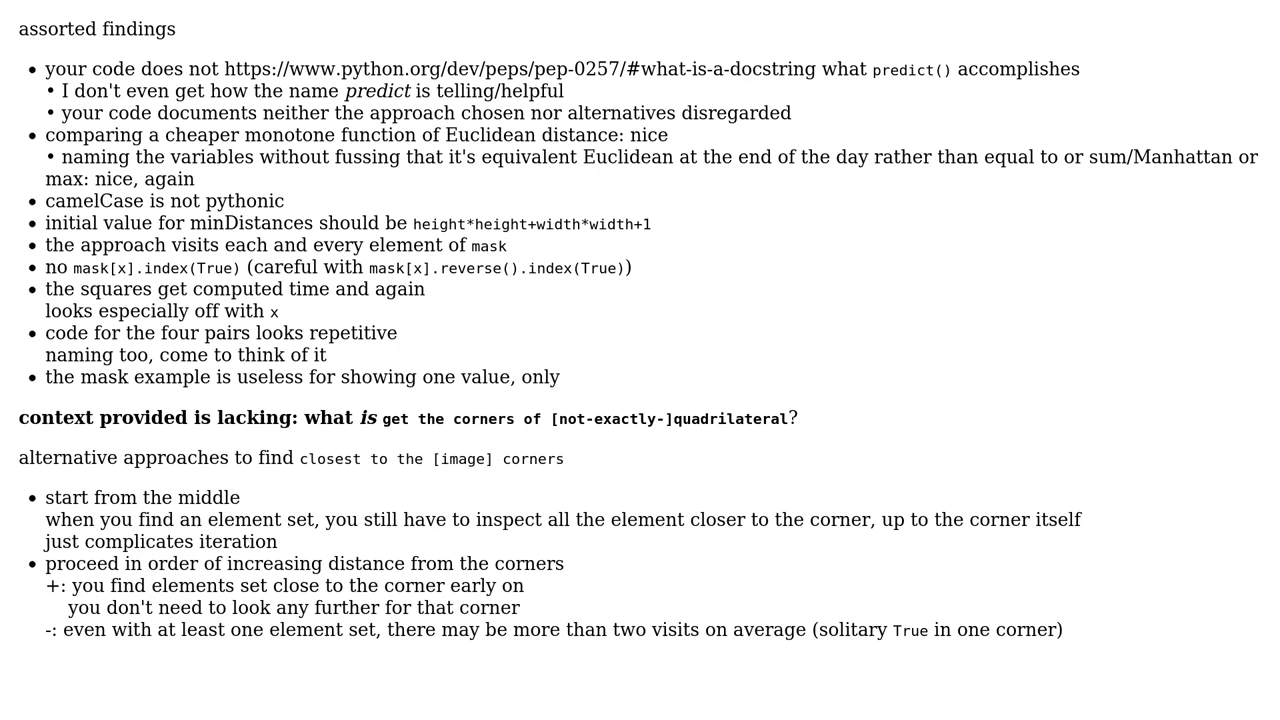 assorted findings
• your code does not https://www.python.org/dev/peps/pep-0257/#what-is-a-docstring what predict() accomplishes
• I don't even get how the name predict is telling/helpful
• your code documents neither the approach chosen nor alternatives disregarded
• comparing a cheaper monotone function of Euclidean distance: nice
• naming the variables without fussing that it's equivalent Euclidean at the end of the day rather than equal to or sum/Manhattan or
max: nice, again
• camelCase is not pythonic
• initial value for minDistances should be height*height+width*width+1
• the approach visits each and every element of mask
• no mask[x].index(True) (careful with mask[x].reverse().index(True))
• the squares get computed time and again
looks especially off with x
• code for the four pairs looks repetitive
naming too, come to think of it
• the mask example is useless for showing one value, only
context provided is lacking: what is get the corners of [not-exactly-]quadrilateral?
alternative approaches to find closest to the [image] corners
• start from the middle
when you find an element set, you still have to inspect all the element closer to the corner, up to the corner itself
just complicates iteration
• proceed in order of increasing distance from the corners
+: you find elements set close to the corner early on
you don't need to look any further for that corner
-: even with at least one element set, there may be more than two visits on average (solitary True in one corner)